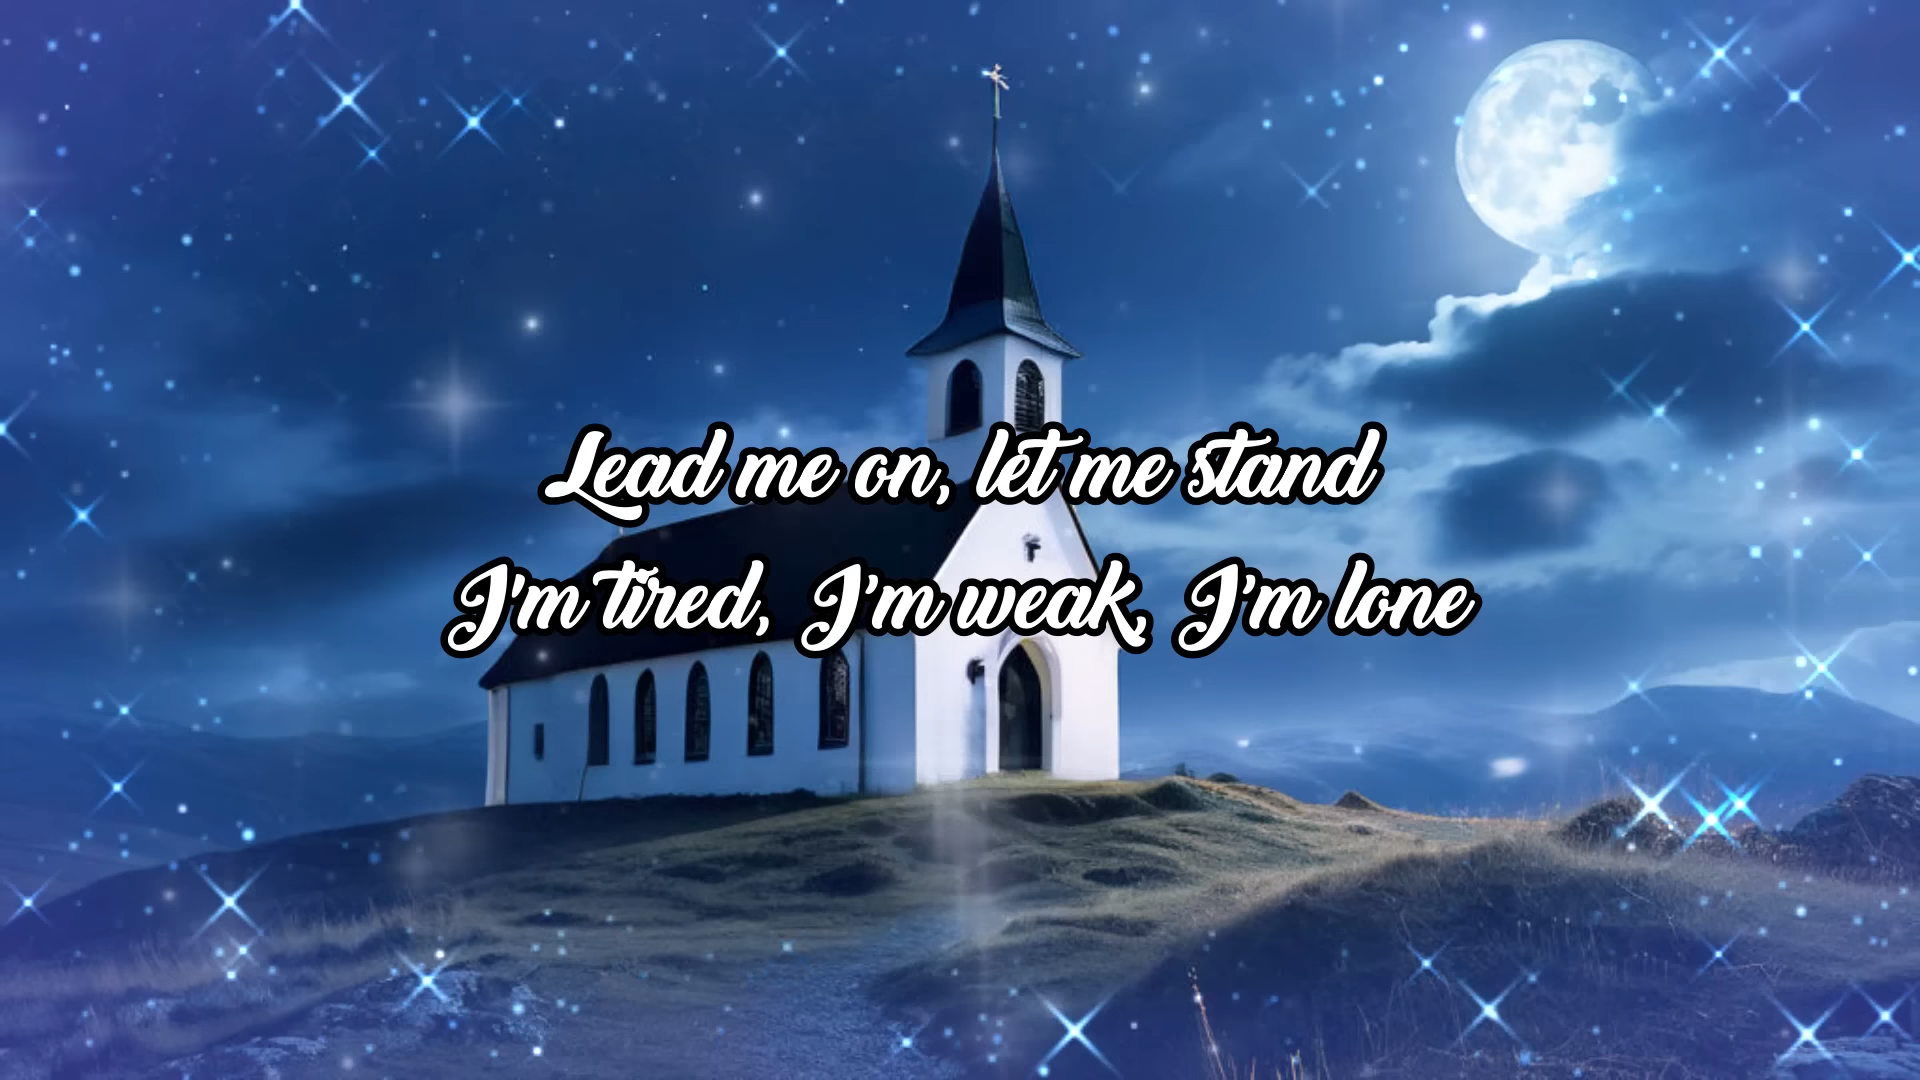 Lead me on, let me stand
I'm tired, I'm weak, I'm lone